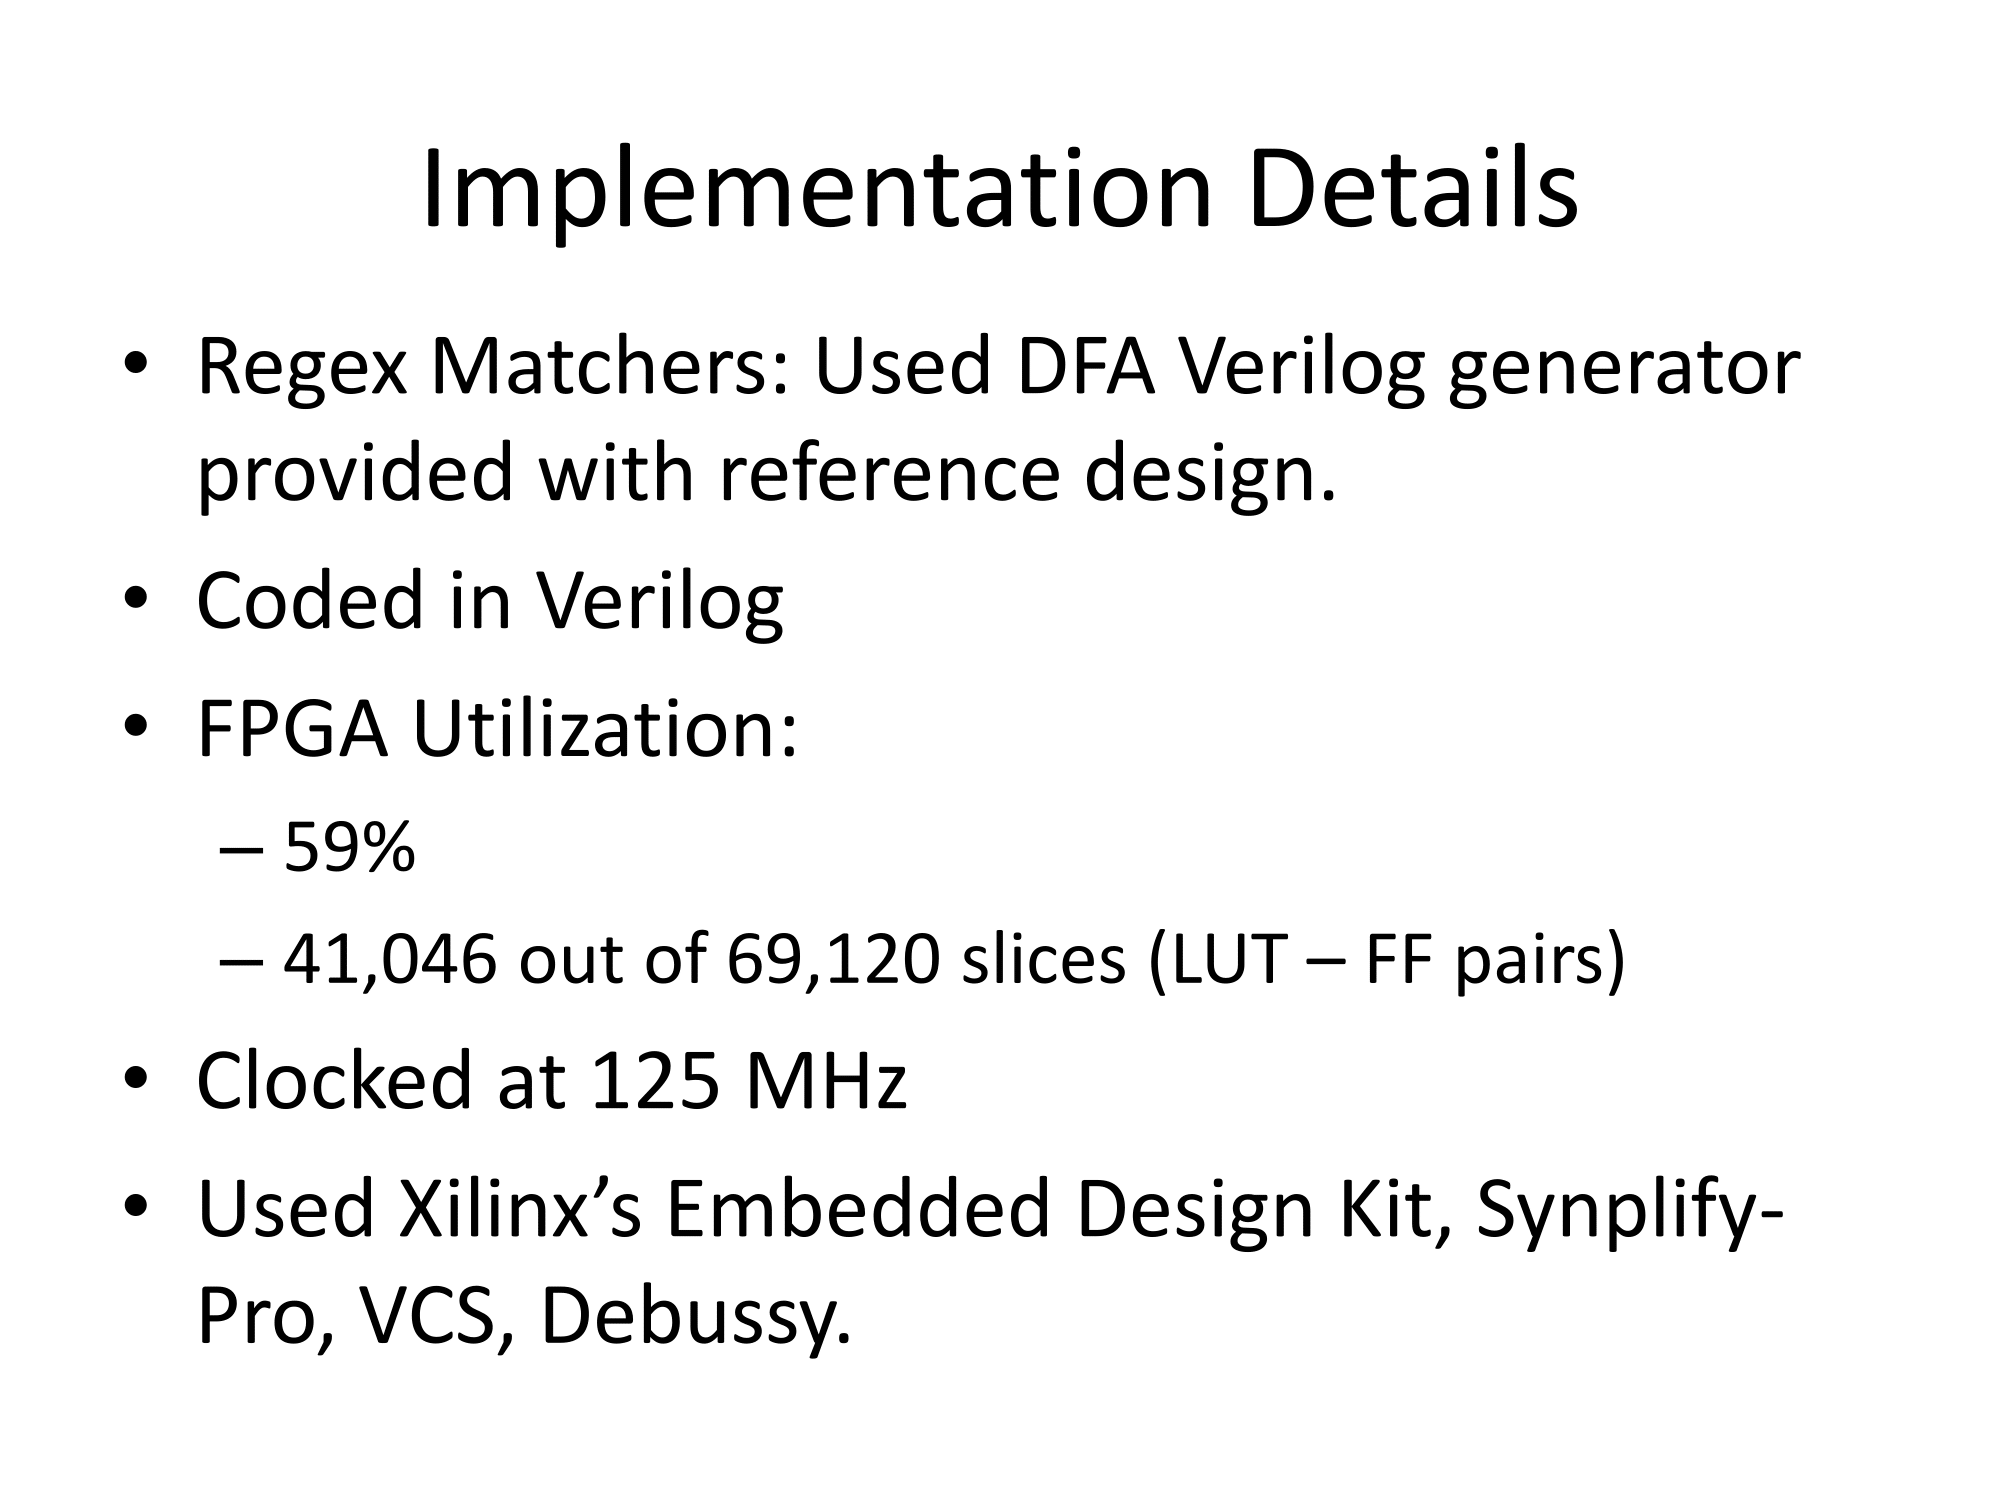 Implementation Details
• Regex Matchers: Used DFA Verilog generator
provided with reference design.
• Coded in Verilog
• FPGA Utilization:
– 59%
– 41,046 out of 69,120 slices (LUT – FF pairs)
• Clocked at 125 MHz
• Used Xilinx’s Embedded Design Kit, Synplify-
Pro, VCS, Debussy.